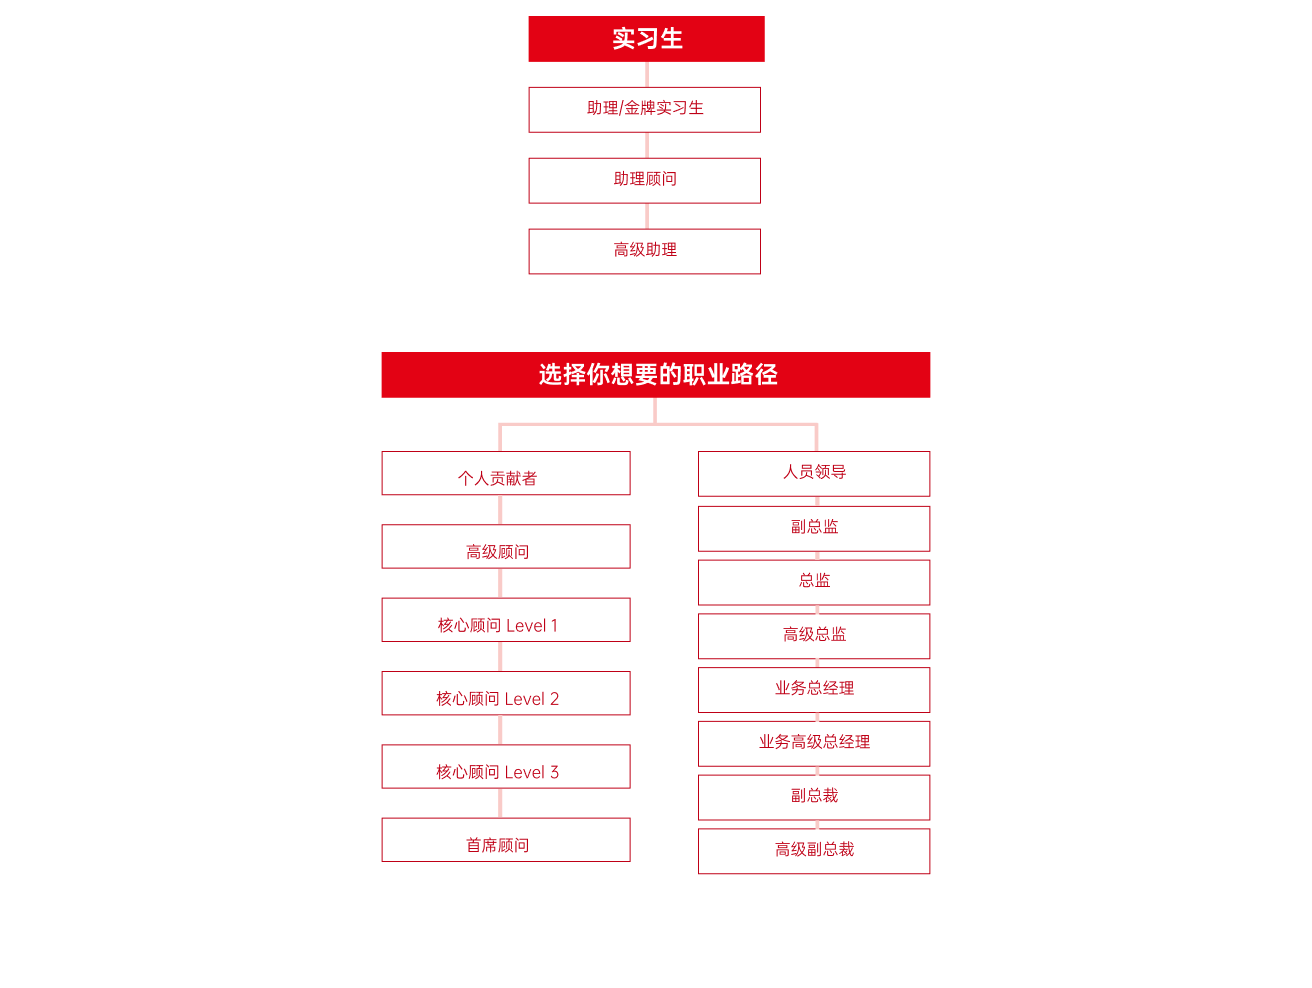 实习生
助理/金牌实习生
助理顾问
高级助理
选择你想要的职业路径
个人贡献者
高级顾问
核心顾问 Level 1
核心顾问 Level 2
核心顾问 Level 3
首席顾问
人员领导
副总监
总监
高级总监
业务总经理
业务高级总经理
副总裁
高级副总裁